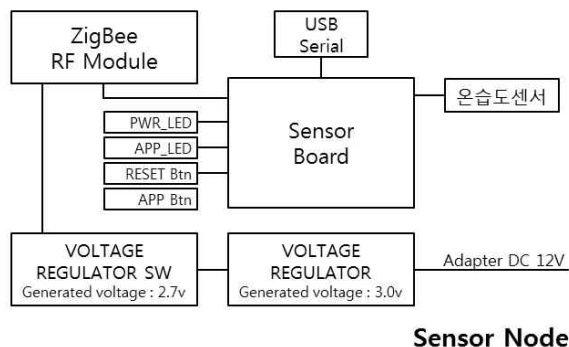 ZigBee
RF Module
USB
Serial
PWR_LED
APP_LED
RESET Btn
APP Btn
Sensor
Board
온습도센서
VOLTAGE
REGULATOR SW
Generated voltage : 2.7v
VOLTAGE
REGULATOR
Generated voltage : 3.0v
Adapter DC 12V
Sensor Node